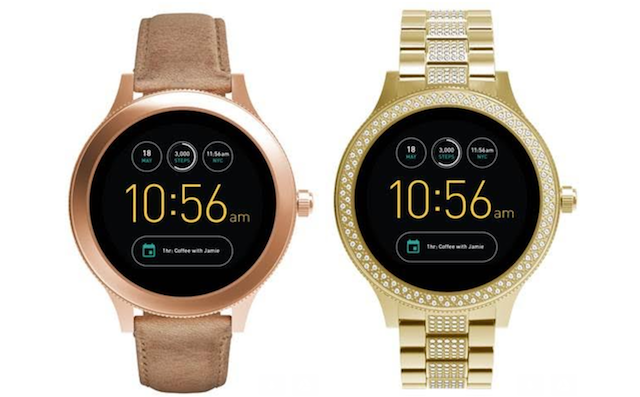 18
MAY
3,000
STEPS
11:56am
NYC
10:56am
1hr: Coffee with Jamie
18
MAY
3,000
STEPS
11:56am
NYC
10:56am
1hr: Coffee with Jamie